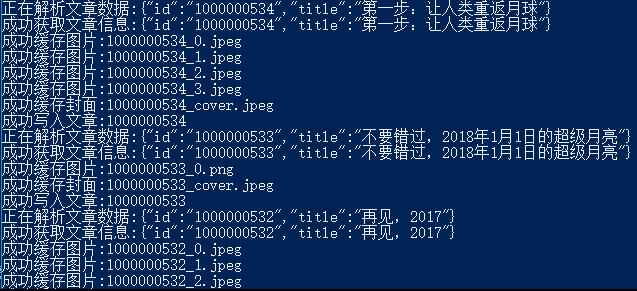 正在解析文章数据:{"id":"1000000534","title":"第一步：让人类重返月球"}
成功获取文章信息:{"id":"1000000534","title":"第一步：让人类重返月球"}
成功缓存图片:1000000534_0.jpeg
成功缓存图片:1000000534_1.jpeg
成功缓存图片:1000000534_2.jpeg
成功缓存图片:1000000534_3.jpeg
成功缓存封面:1000000534_cover.jpeg
成功写入文章:1000000534
正在解析文章数据:{"id":"1000000533","title":"不要错过，2018年1月1日的超级月亮"}
成功获取文章信息:{"id":"1000000533","title":"不要错过，2018年1月1日的超级月亮"}
成功缓存图片:1000000533_0.png
成功缓存封面:1000000533_cover.jpeg
成功写入文章:1000000533
正在解析文章数据:{"id":"1000000532","title":"再见，2017"}
成功获取文章信息:{"id":"1000000532","title":"再见，2017"}
成功缓存图片:1000000532_0.jpeg
成功缓存图片:1000000532_1.jpeg
成功缓存图片:1000000532_2.jpeg